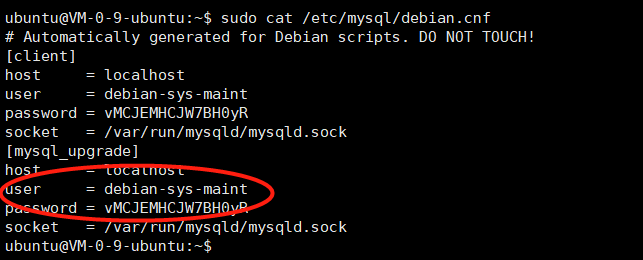 ubuntu@VM-0-9-ubuntu:~$ sudo cat /etc/mysql/debian.cnf
# Automatically generated for Debian scripts. DO NOT TOUCH!
[client]
host     = localhost
user     = debian-sys-maint
password = vMCJEMHCJW7BH0yR
socket   = /var/run/mysqld/mysqld.sock
[mysql_upgrade]
host     = localhost
user     = debian-sys-maint
password = vMCJEMHCJW7BH0yR
socket   = /var/run/mysqld/mysqld.sock
ubuntu@VM-0-9-ubuntu:~$